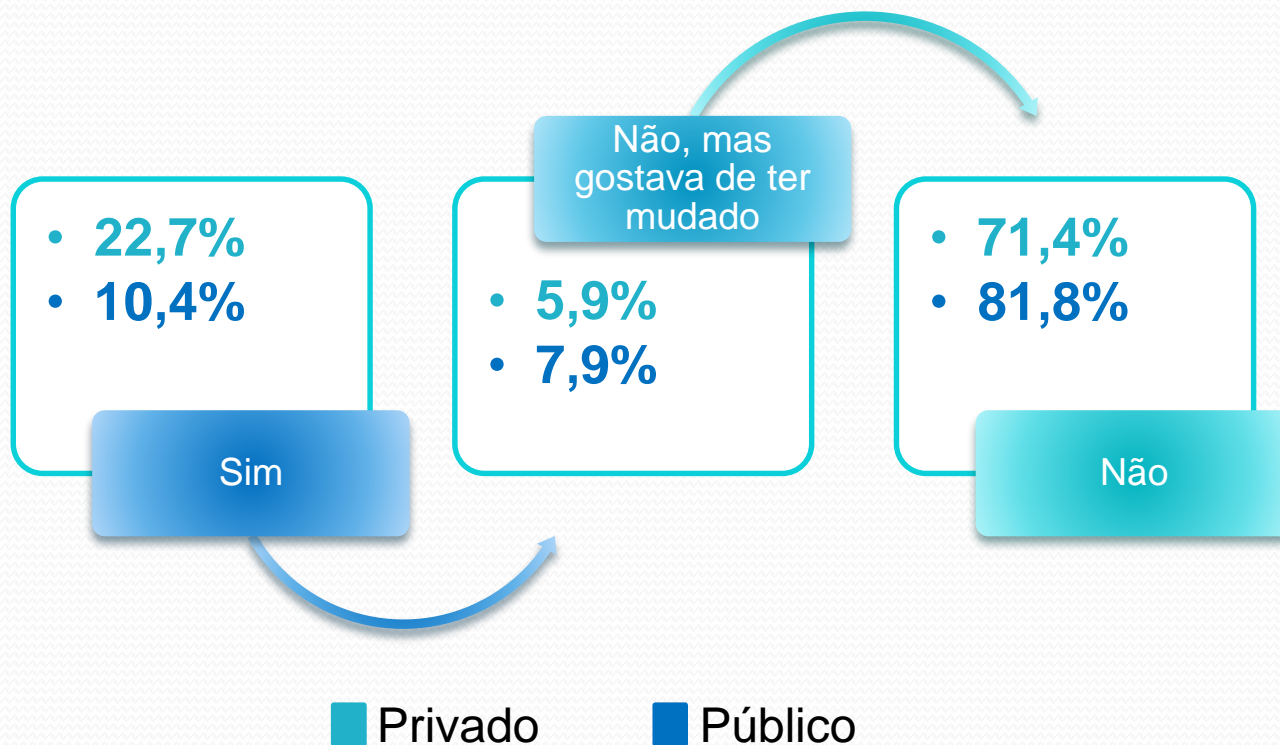 • 22,7%
• 10,4%
Sim
Não, mas
gostava de ter
mudado
• 5,9%
• 7,9%
• 71,4%
• 81,8%
Não
Privado
Público